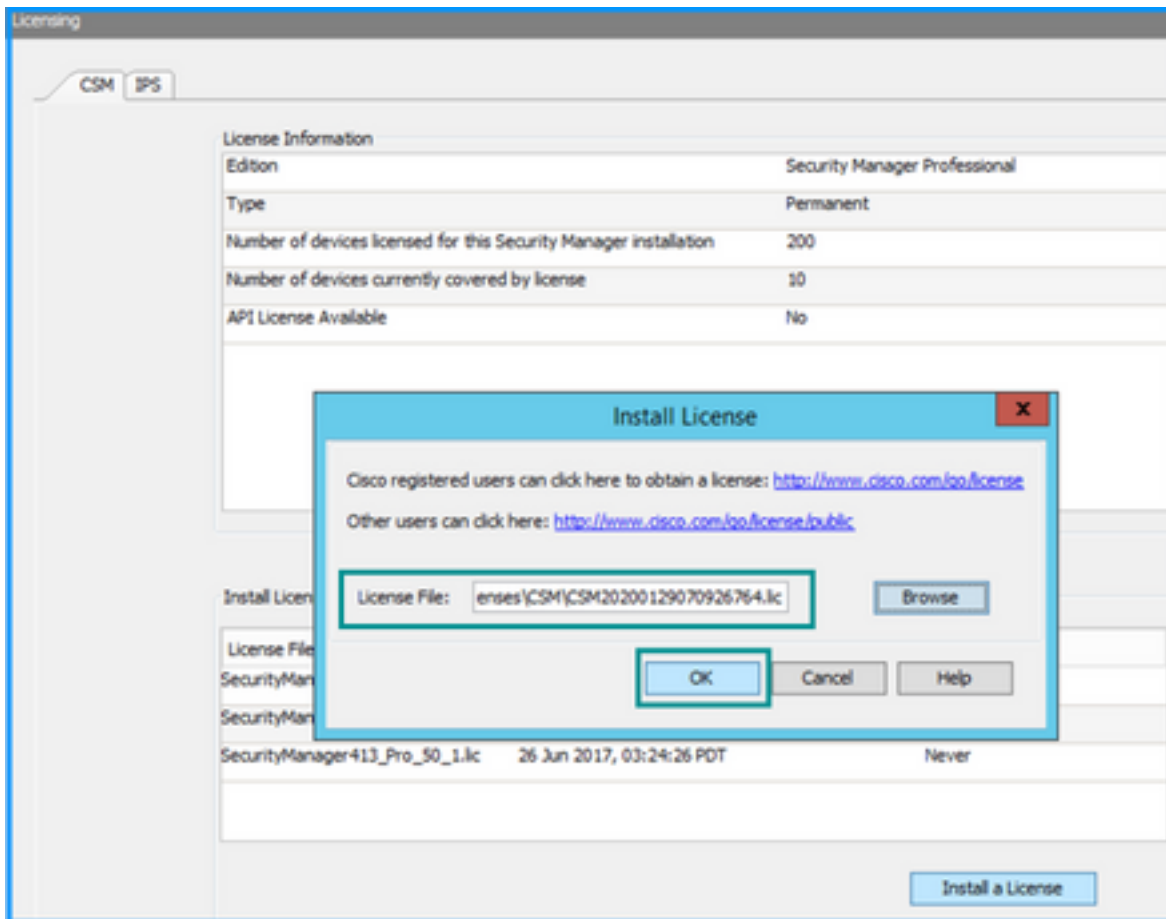 Licensing
CSM IPS
License Information
Edition Security Manager Professional
Type Permanent
Number of devices licensed for this Security Manager installation 200
Number of devices currently covered by license 10
API License Available No
Install License
X
Cisco registered users can click here to obtain a license: http://www.cisco.com/go/license
Other users can click here: http://www.cisco.com/go/license/public
Install Licen
License File: enses\CSM\CSM20200129070926764.lic Browse
License File
OK Cancel Help
SecurityMan
SecurityMan
SecurityManager413_Pro_50_1.lic 26 Jun 2017, 03:24:26 PDT Never
Install a License